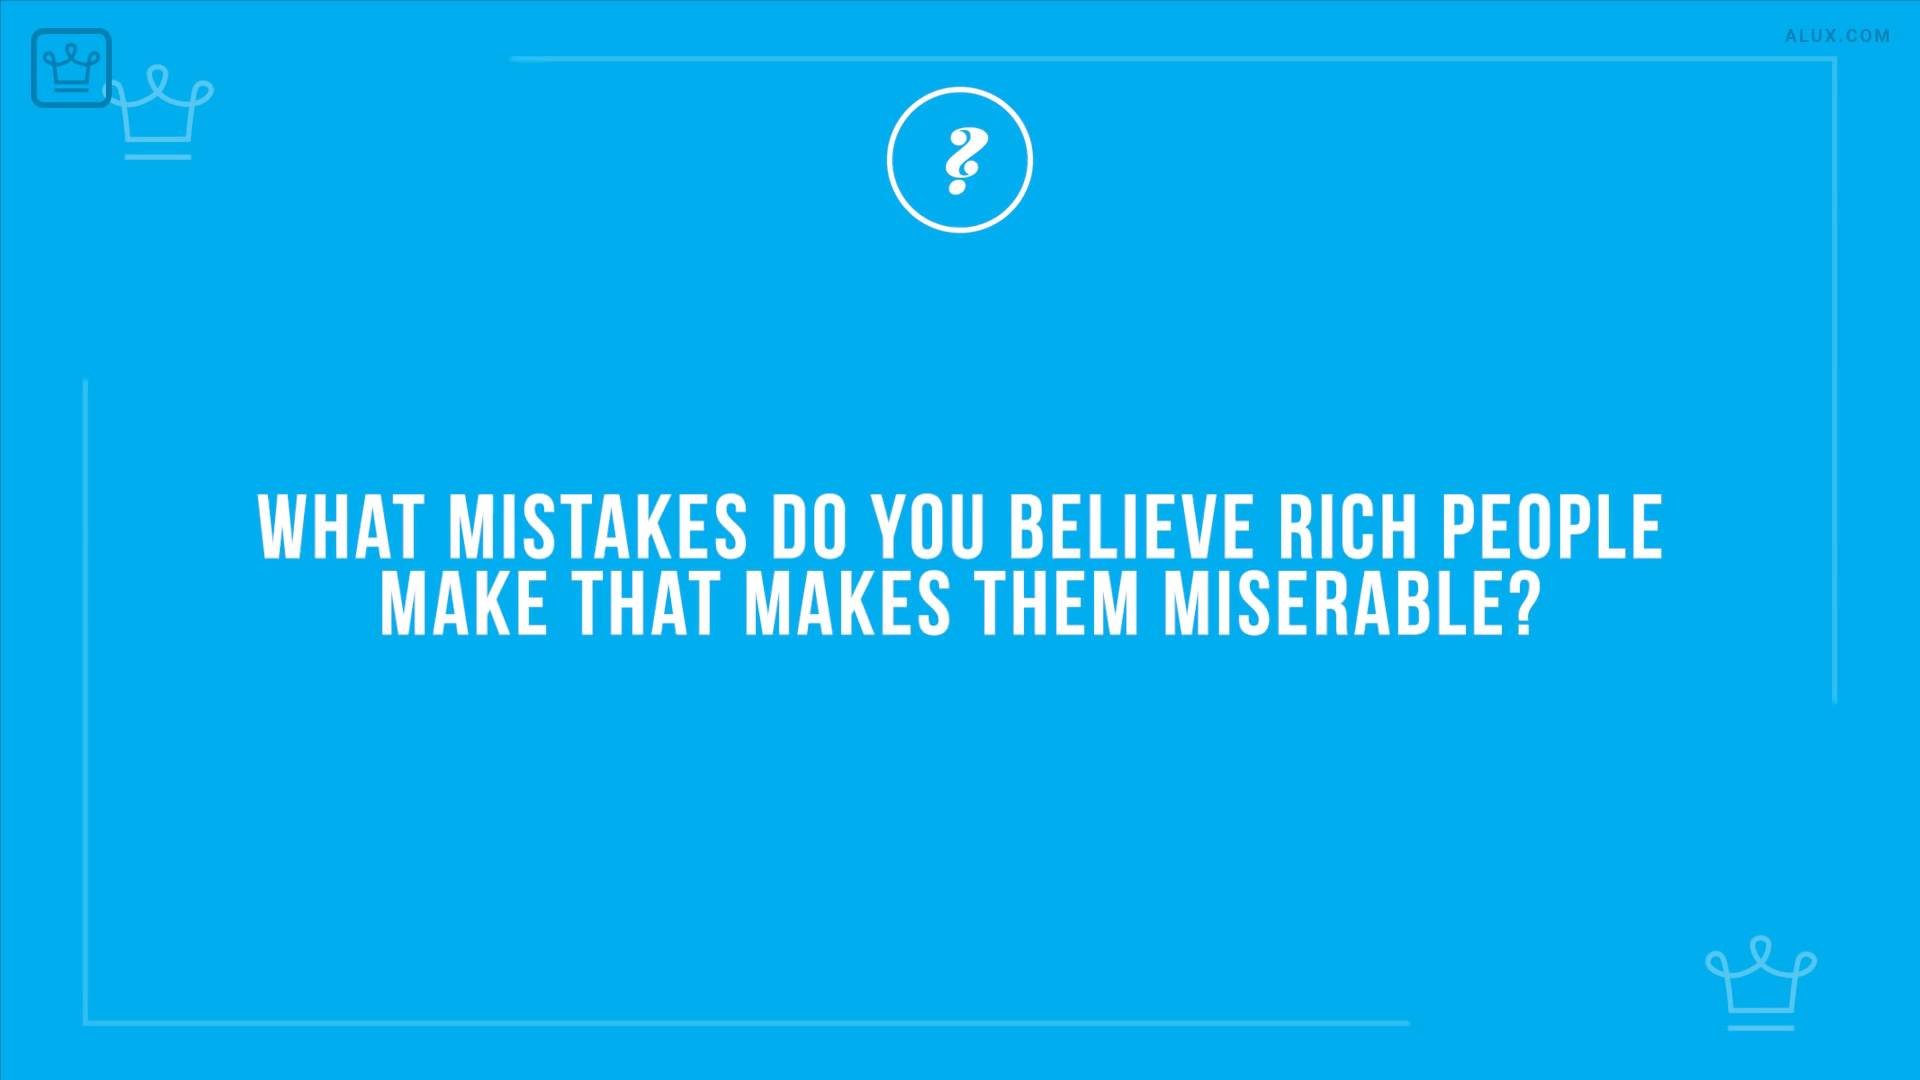 ALUX.COM
?
WHAT MISTAKES DO YOU BELIEVE RICH PEOPLE
MAKE THAT MAKES THEM MISERABLE?